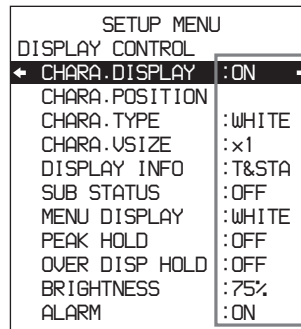 SETUP MENU
DISPLAY CONTROL
CHARA.DISPLAY :ON
CHARA.POSITION
CHARA.TYPE :WHITE
CHARA.VSIZE :x1
DISPLAY INFO :T&STA
SUB STATUS :OFF
MENU DISPLAY :WHITE
PEAK HOLD :OFF
OVER DISP HOLD :OFF
BRIGHTNESS :75%
ALARM :ON